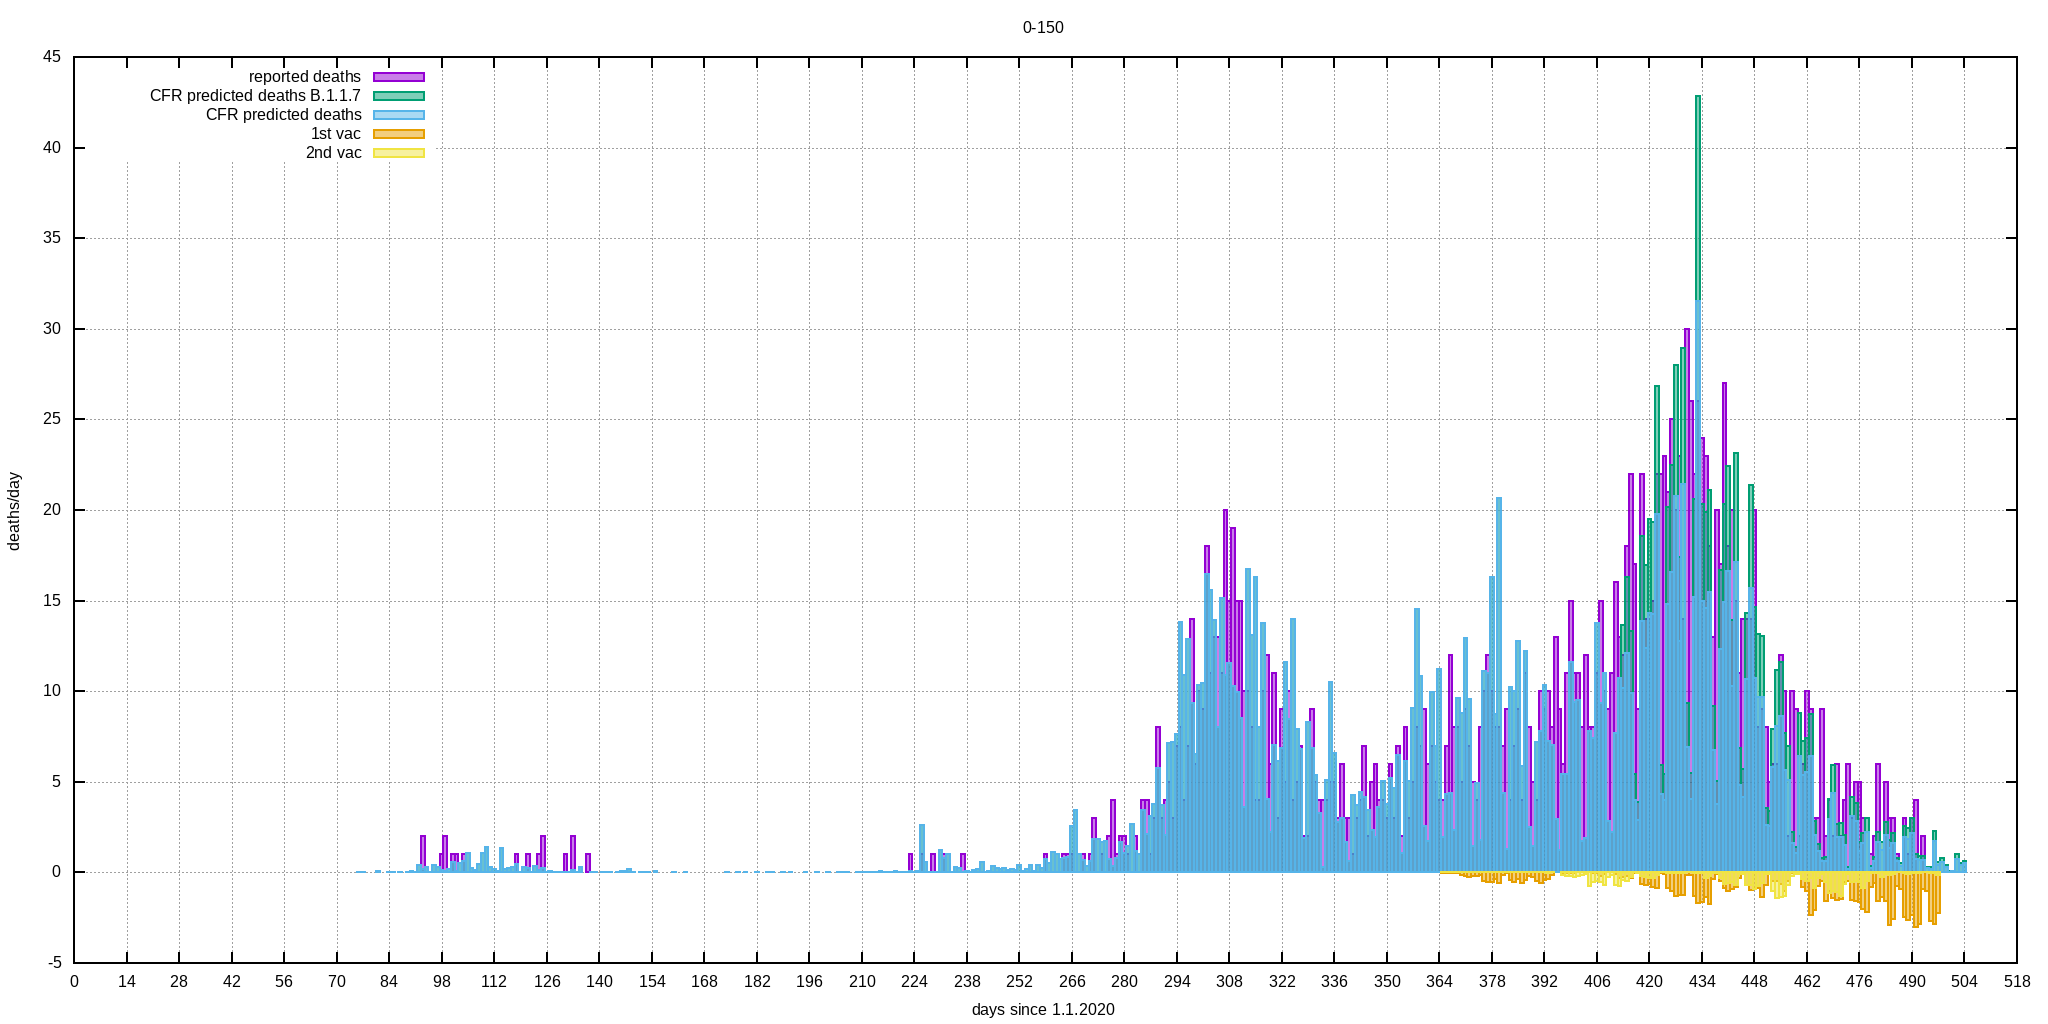 0-150
reported deaths
CFR predicted deaths B.1.1.7
CFR predicted deaths
1st vac
2nd vac
45
40
35
30
25
20
15
10
5
0
-5
deaths/day
0 14 28 42 56 70 84 98 112 126 140 154 168 182 196 210 224 238 252 266 280 294 308 322 336 350 364 378 392 406 420 434 448 462 476 490 504 518
days since 1.1.2020